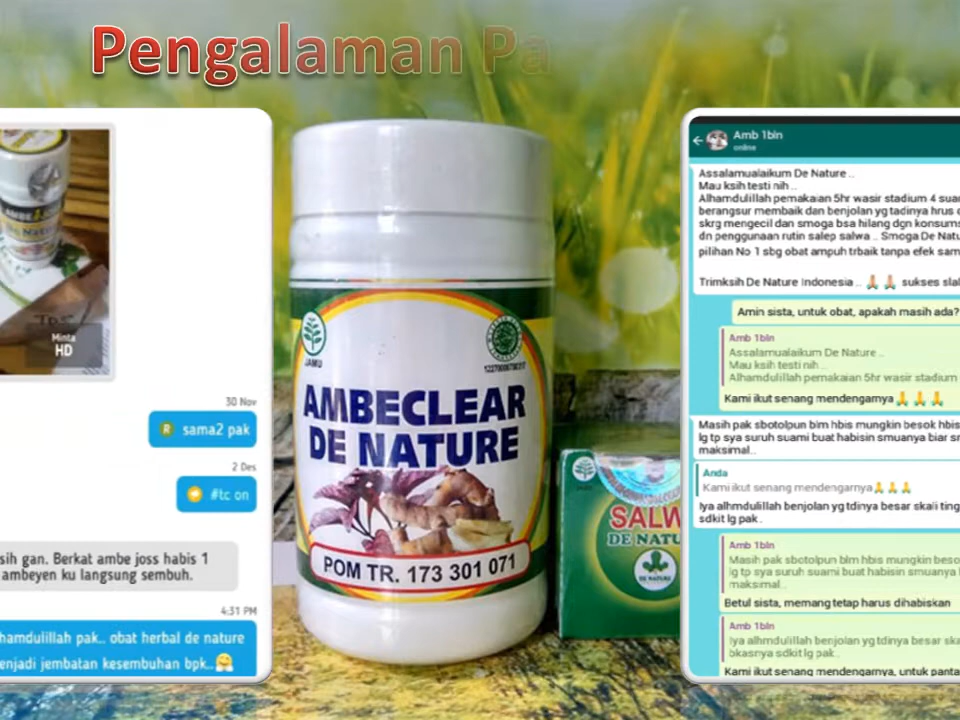 Pengalaman Pa
Minta
HD
30 Nov
sama2 pak
2 Des
#tc on
sih gan. Berkat ambe joss habis 1
ambeyen ku langsung sembuh.
4:31 PM
hamdulillah pak.. obat herbal de nature
enjadi jembatan kesembuhan bpk..
JAMU
AMBECLEAR
DE NATURE
POM TR. 173 301 071
SALW
DE NATU
Amb 1bln
online
Assalamualaikum De Nature ..
Mau ksih testi nih ..
Alhamdulillah pemakaian 5hr wasir stadium 4 suar
berangsur membaik dan benjolan yg tadinya hrus
skrg mengecil dan smoga bsa hilang dgn konsums
dn penggunaan rutin salep salwa .. Smoga De Natu
pilihan No 1 sbg obat ampuh trbaik tanpa efek sam
Trimksih De Nature Indonesia .. 🙏 🙏 sukses slal
Amin sista, untuk obat, apakah masih ada?
Amb 1bln
Assalamualaikum De Nature ..
Mau ksih testi nih ..
Alhamdulillah pemakaian 5hr wasir stadium
Kami ikut senang mendengarnya 🙏 🙏 🙏
Masih pak sbotolpun blm hbis mungkin besok hbis
lg tp sya suruh suami buat habisin smuanya biar sm
maksimal..
Anda
Kami ikut senang mendengarnya 🙏 🙏 🙏
Iya alhmdulillah benjolan yg tdinya besar skali ting
sdkit lg pak .
Amb 1bln
Masih pak sbotolpun blm hbis mungkin beso
lg tp sya suruh suami buat habisin smuanya
maksimal..
Betul sista, memang tetap harus dihabiskan
Amb 1bln
Iya alhmdulillah benjolan yg tdinya besar ska
bkasnya sdkit lg pak .
Kami ikut senang mendengarnya, untuk panta